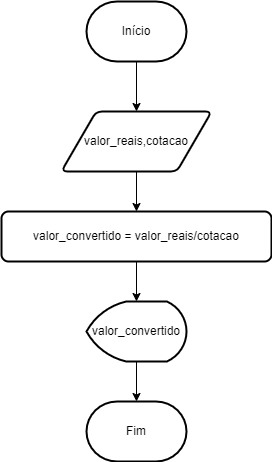 Início
valor_reais,cotacao
valor_convertido = valor_reais/cotacao
valor_convertido
Fim